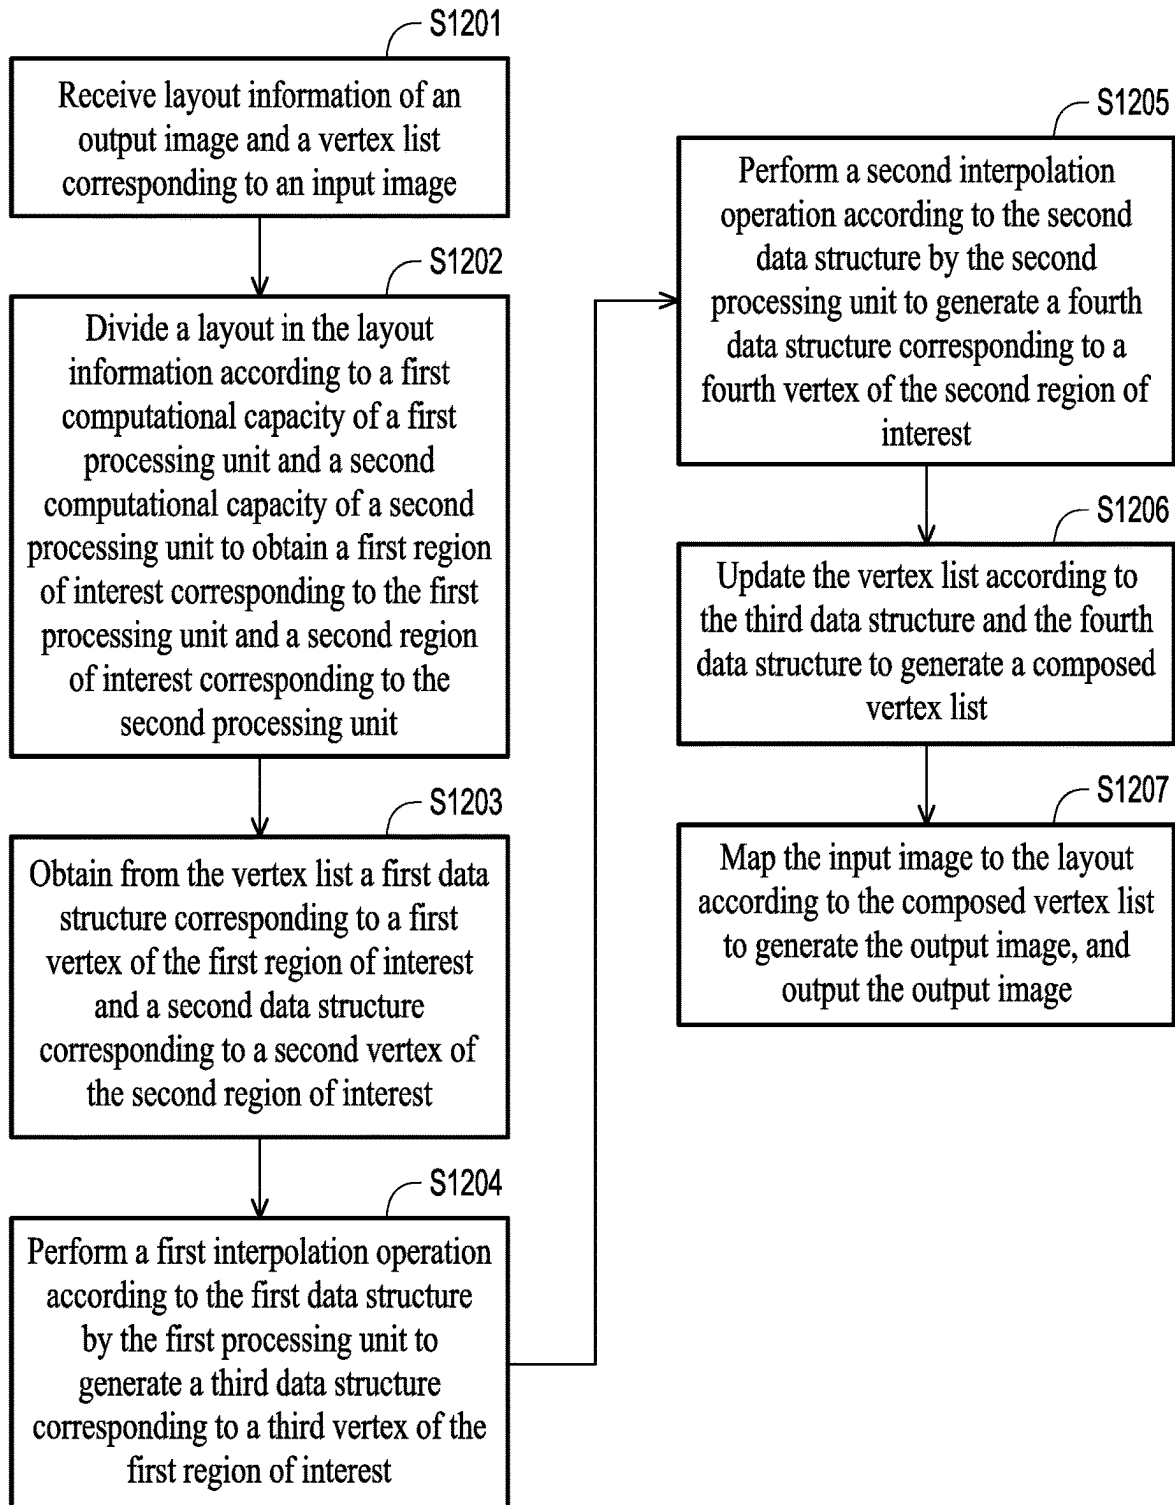 S1201
Receive layout information of an
output image and a vertex list
corresponding to an input image
S1202
Divide a layout in the layout
information according to a first
computational capacity of a first
processing unit and a second
computational capacity of a second
processing unit to obtain a first region
of interest corresponding to the first
processing unit and a second region
of interest corresponding to the
second processing unit
S1203
Obtain from the vertex list a first data
structure corresponding to a first
vertex of the first region of interest
and a second data structure
corresponding to a second vertex of
the second region of interest
S1204
Perform a first interpolation operation
according to the first data structure
by the first processing unit to
generate a third data structure
corresponding to a third vertex of the
first region of interest
S1205
Perform a second interpolation
operation according to the second
data structure by the second
processing unit to generate a fourth
data structure corresponding to a
fourth vertex of the second region of
interest
S1206
Update the vertex list according to
the third data structure and the fourth
data structure to generate a composed
vertex list
S1207
Map the input image to the layout
according to the composed vertex list
to generate the output image, and
output the output image